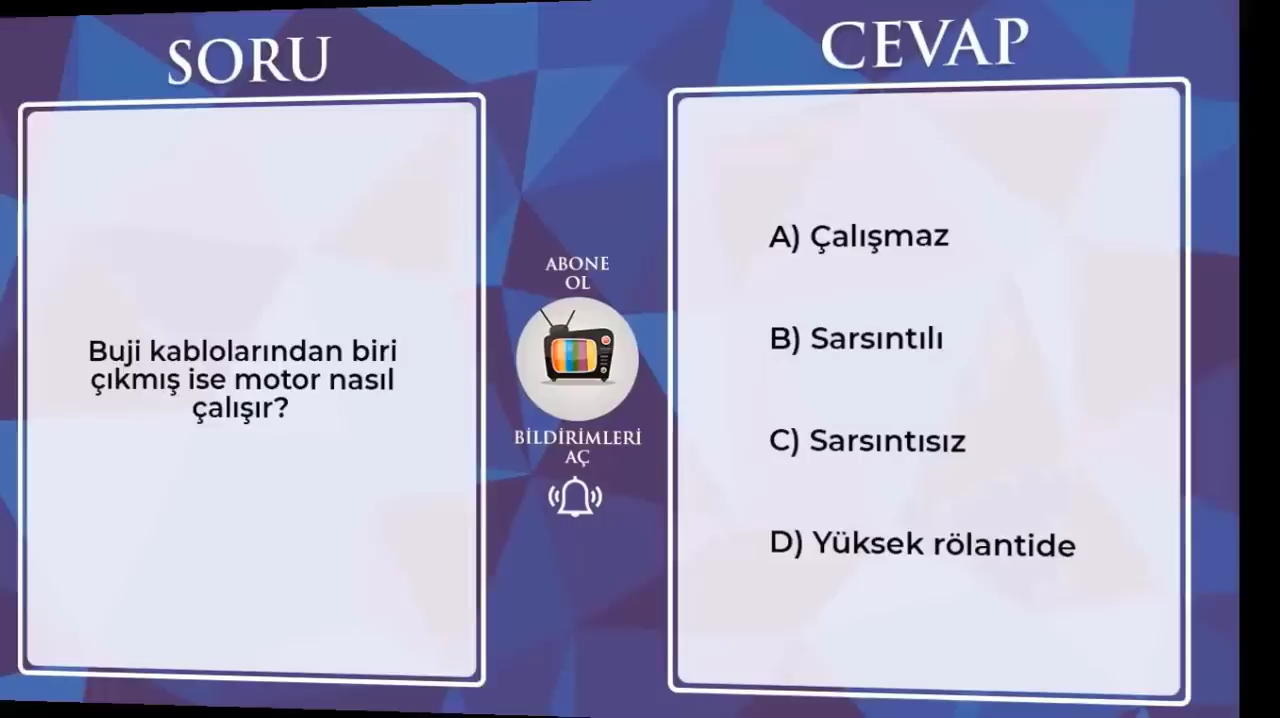 SORU
Buji kablolarından biri
çıkmış ise motor nasıl
çalışır?
ABONE
OL
BİLDİRİMLERİ
AÇ
CEVAP
A) Çalışmaz
B) Sarsıntılı
C) Sarsıntısız
D) Yüksek rölantide